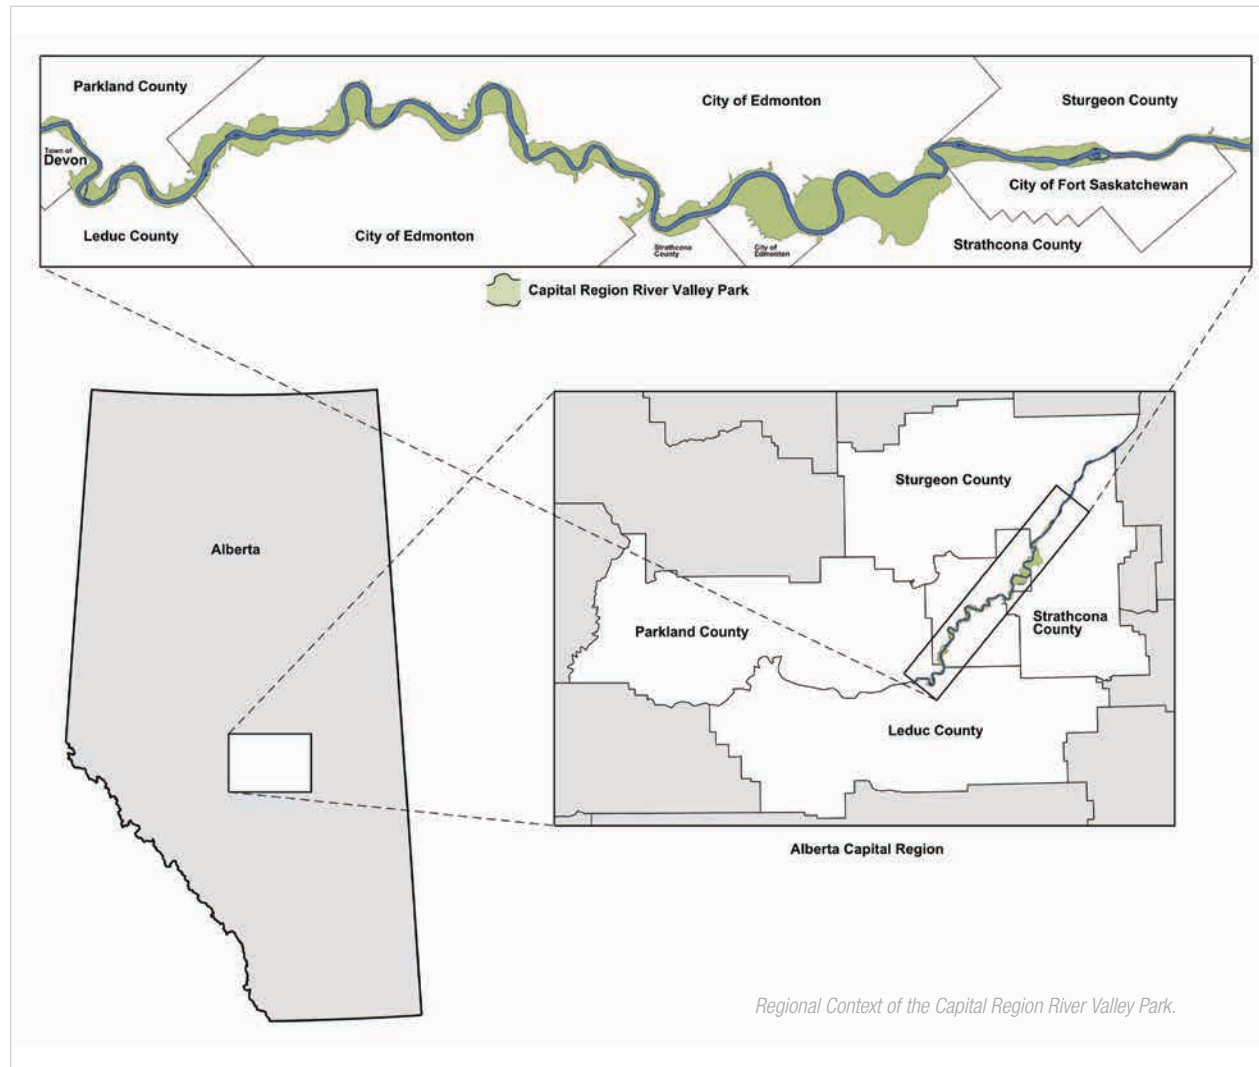 Parkland County
City of Edmonton
Sturgeon County
Town of
Devon
City of Fort Saskatchewan
Leduc County
City of Edmonton
Strathcona
County
City of
Edmonton
Strathcona County
Capital Region River Valley Park
Alberta
Sturgeon County
Parkland County
Strathcona
County
Leduc County
Alberta Capital Region
Regional Context of the Capital Region River Valley Park.